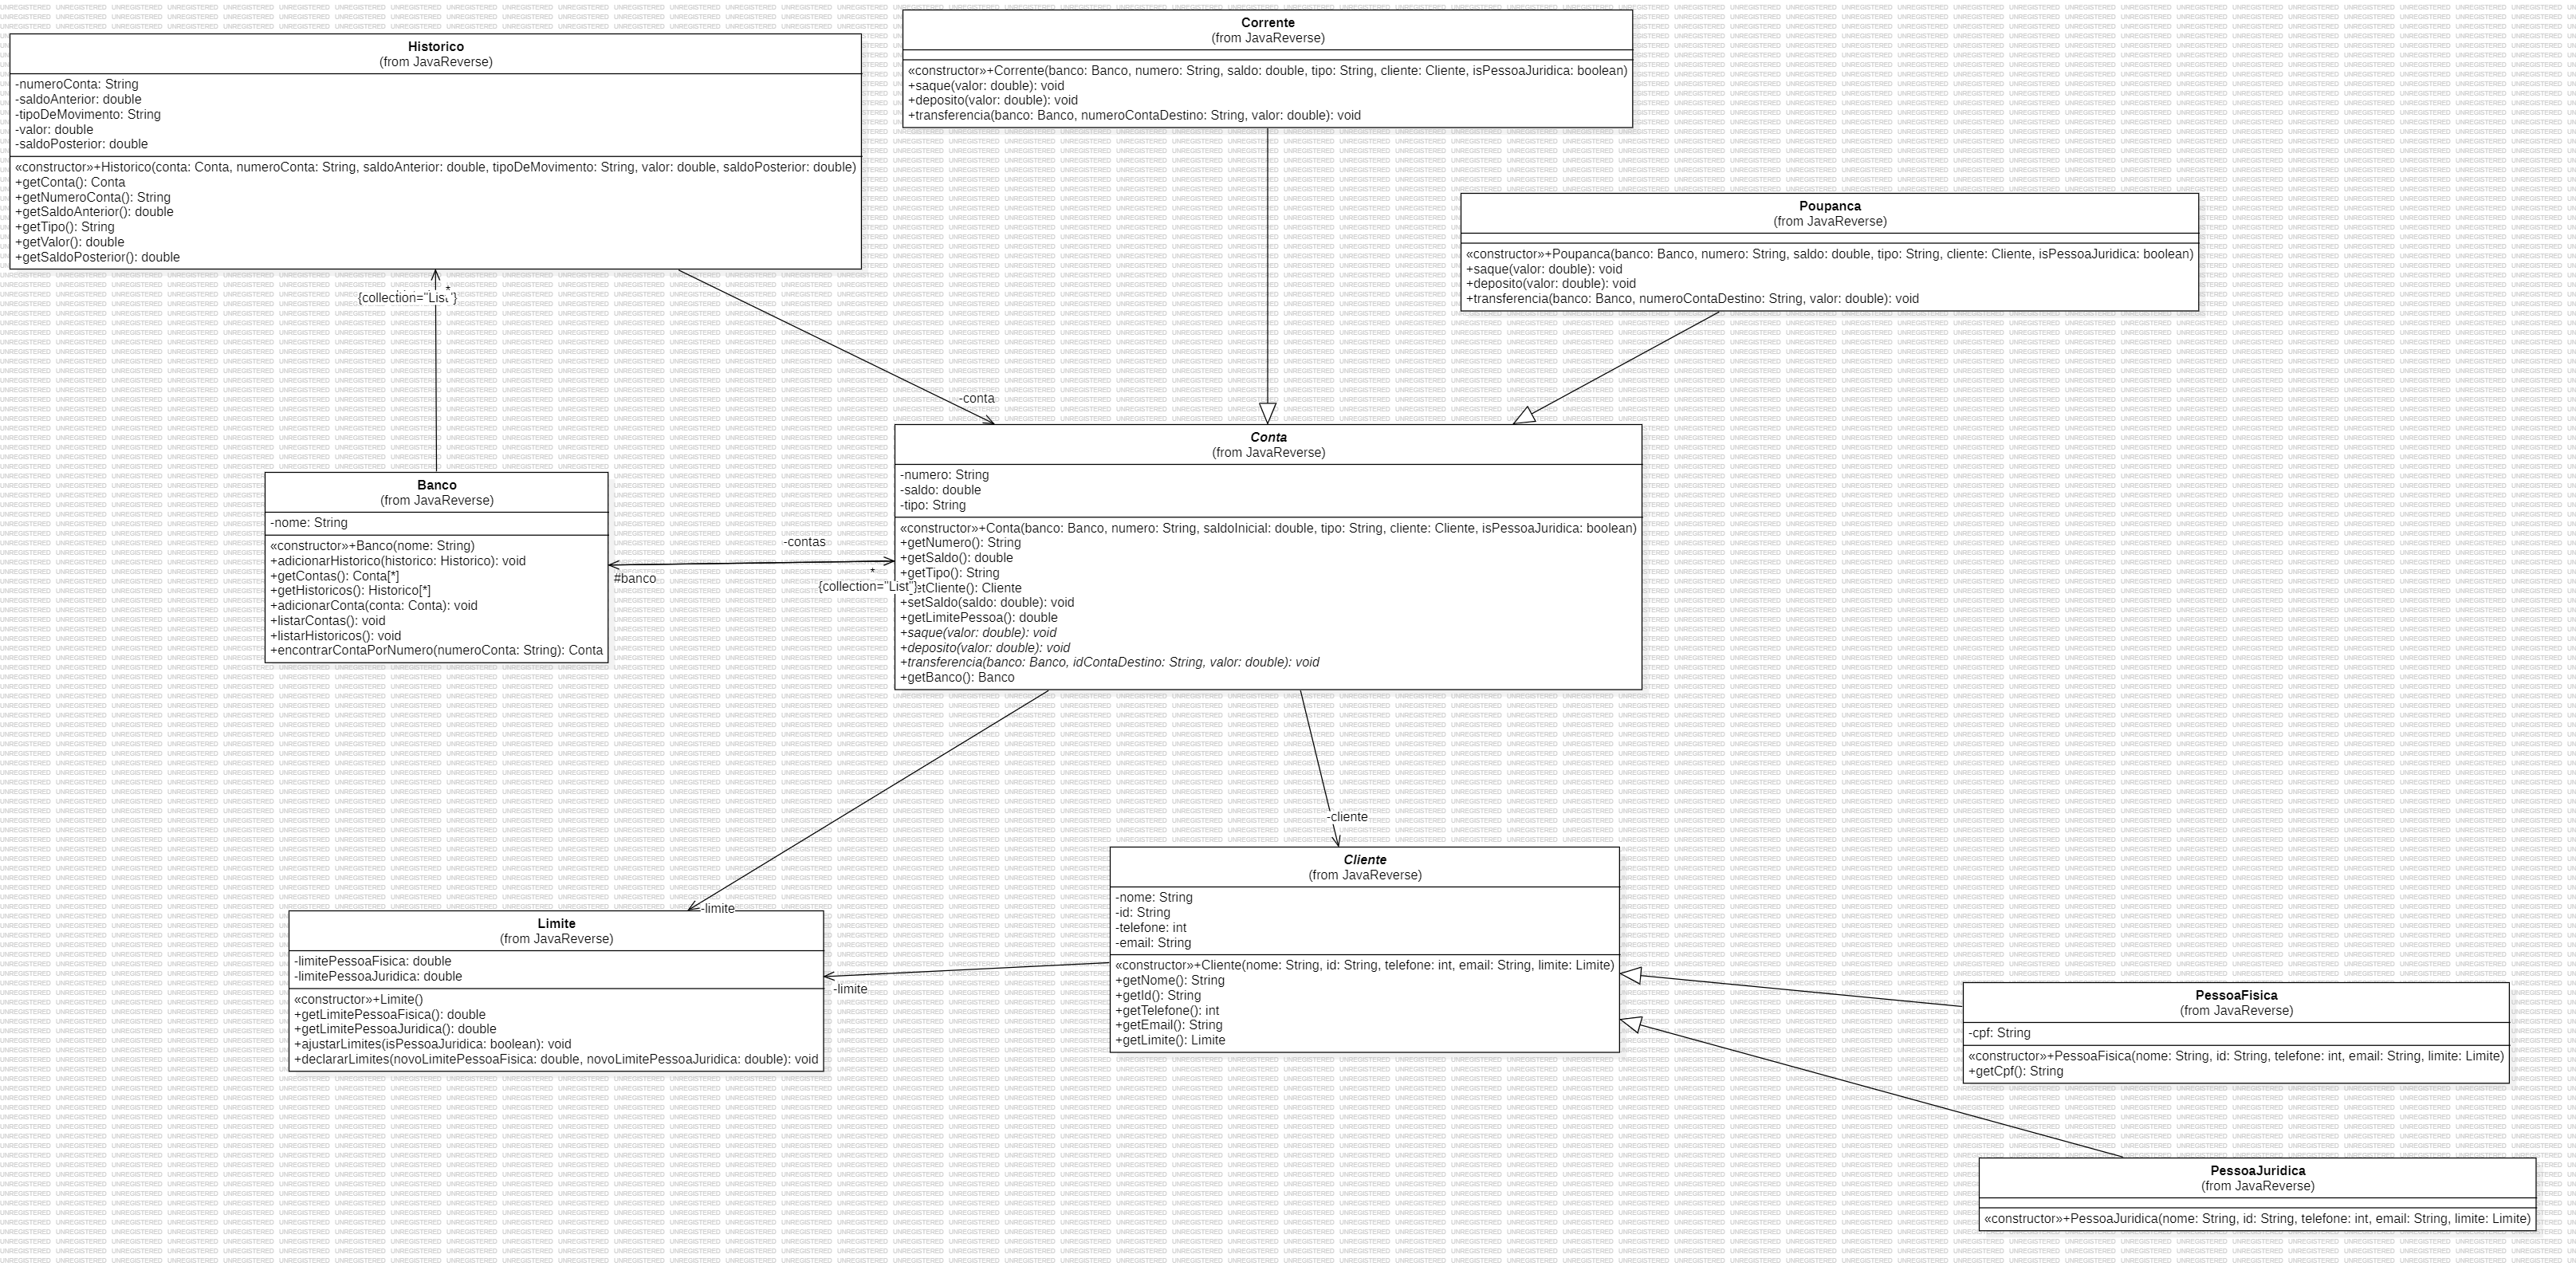 Historico
(from JavaReverse)
-numeroConta: String
-saldoAnterior: double
-tipoDeMovimento: String
-valor: double
-saldoPosterior: double
«constructor»+Historico(conta: Conta, numeroConta: String, saldoAnterior: double, tipoDeMovimento: String, valor: double, saldoPosterior: double)
+getConta(): Conta
+getNumeroConta(): String
+getSaldoAnterior(): double
+getTipo(): String
+getValor(): double
+getSaldoPosterior(): double
Corrente
(from JavaReverse)
«constructor»+Corrente(banco: Banco, numero: String, saldo: double, tipo: String, cliente: Cliente, isPessoaJuridica: boolean)
+saque(valor: double): void
+deposito(valor: double): void
+transferencia(banco: Banco, numeroContaDestino: String, valor: double): void
Poupanca
(from JavaReverse)
«constructor»+Poupanca(banco: Banco, numero: String, saldo: double, tipo: String, cliente: Cliente, isPessoaJuridica: boolean)
+saque(valor: double): void
+deposito(valor: double): void
+transferencia(banco: Banco, numeroContaDestino: String, valor: double): void
*
{collection="List"}
-conta
Banco
(from JavaReverse)
-nome: String
«constructor»+Banco(nome: String)
+adicionarHistorico(historico: Historico): void
+getContas(): Conta[*]
+getHistoricos(): Historico[*]
+adicionarConta(conta: Conta): void
+listarContas(): void
+listarHistoricos(): void
+encontrarContaPorNumero(numeroConta: String): Conta
-contas
#banco
*
{collection="List"}
Conta
(from JavaReverse)
-numero: String
-saldo: double
-tipo: String
«constructor»+Conta(banco: Banco, numero: String, saldoInicial: double, tipo: String, cliente: Cliente, isPessoaJuridica: boolean)
+getNumero(): String
+getSaldo(): double
+getTipo(): String
etCliente(): Cliente
+setSaldo(saldo: double): void
+getLimitePessoa(): double
+saque(valor: double): void
+deposito(valor: double): void
+transferencia(banco: Banco, idContaDestino: String, valor: double): void
+getBanco(): Banco
-cliente
-limite
Limite
(from JavaReverse)
-limitePessoaFisica: double
-limitePessoaJuridica: double
«constructor»+Limite()
+getLimitePessoaFisica(): double
+getLimitePessoaJuridica(): double
+ajustarLimites(isPessoaJuridica: boolean): void
+declararLimites(novoLimitePessoaFisica: double, novoLimitePessoaJuridica: double): void
-limite
Cliente
(from JavaReverse)
-nome: String
-id: String
-telefone: int
-email: String
«constructor»+Cliente(nome: String, id: String, telefone: int, email: String, limite: Limite)
+getNome(): String
+getId(): String
+getTelefone(): int
+getEmail(): String
+getLimite(): Limite
PessoaFisica
(from JavaReverse)
-cpf: String
«constructor»+PessoaFisica(nome: String, id: String, telefone: int, email: String, limite: Limite)
+getCpf(): String
PessoaJuridica
(from JavaReverse)
«constructor»+PessoaJuridica(nome: String, id: String, telefone: int, email: String, limite: Limite)
UNREGISTERED